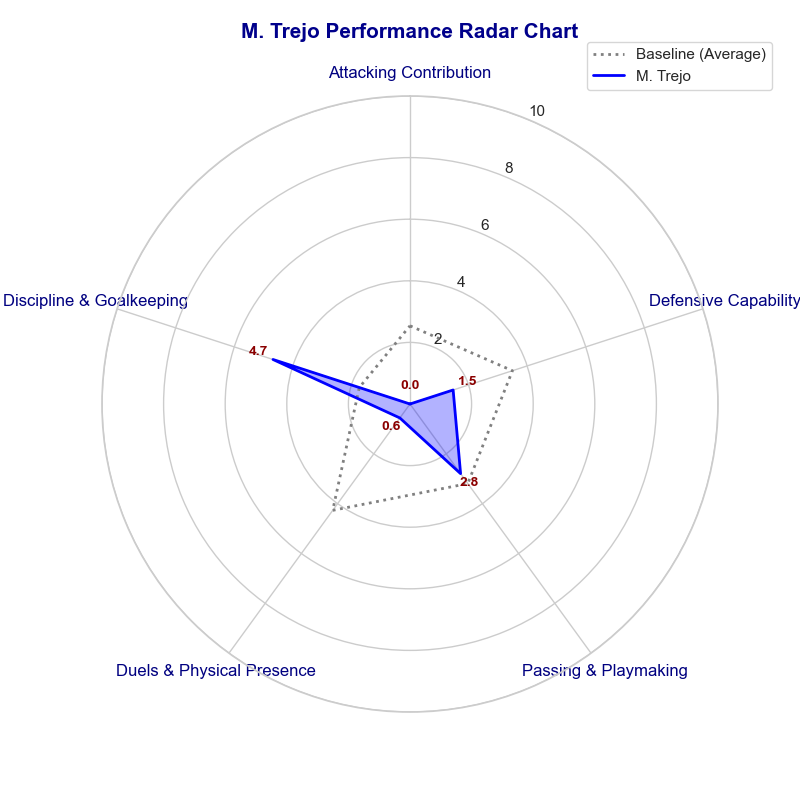 M. Trejo Performance Radar Chart
Baseline (Average)
M. Trejo
Attacking Contribution
10
8
6
4
2
Discipline & Goalkeeping
Defensive Capability
4.7
0.0
1.5
0.6
2.8
Duels & Physical Presence
Passing & Playmaking